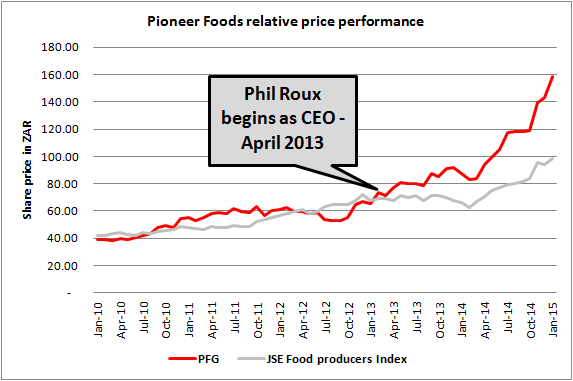 Pioneer Foods relative price performance
Share price in ZAR
180.00
160.00
140.00
120.00
100.00
80.00
60.00
40.00
20.00
-
Phil Roux
begins as CEO -
April 2013
Jan-10
Apr-10
Jul-10
Oct-10
Jan-11
Apr-11
Jul-11
Oct-11
Jan-12
Apr-12
Jul-12
Oct-12
Jan-13
Apr-13
Jul-13
Oct-13
Jan-14
Apr-14
Jul-14
Oct-14
Jan-15
PFG
JSE Food producers Index